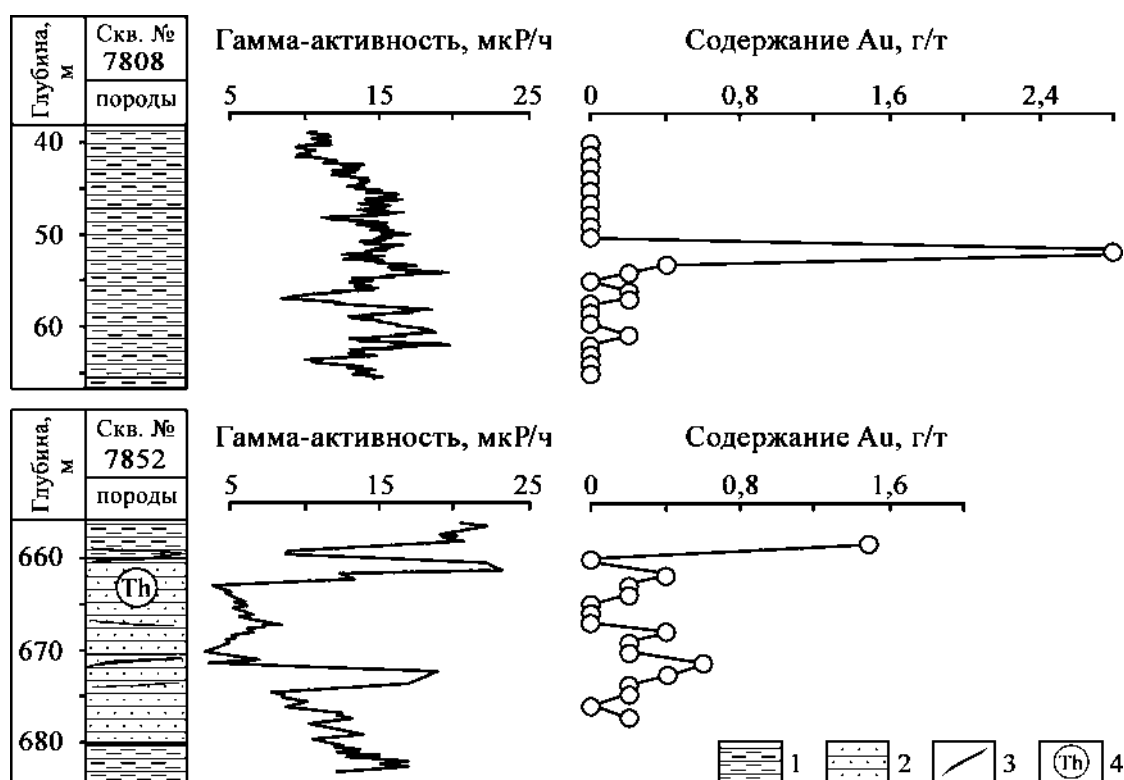 Глубина, м
Скв. №
7808
породы
Гамма-активность, мкР/ч
5 15 25
Содержание Au, г/т
0 0,8 1,6 2,4
40
50
60
Глубина, м
Скв. №
7852
породы
Гамма-активность, мкР/ч
5 15 25
Содержание Au, г/т
0 0,8 1,6
660
Th
670
680
1 2 3 Th 4